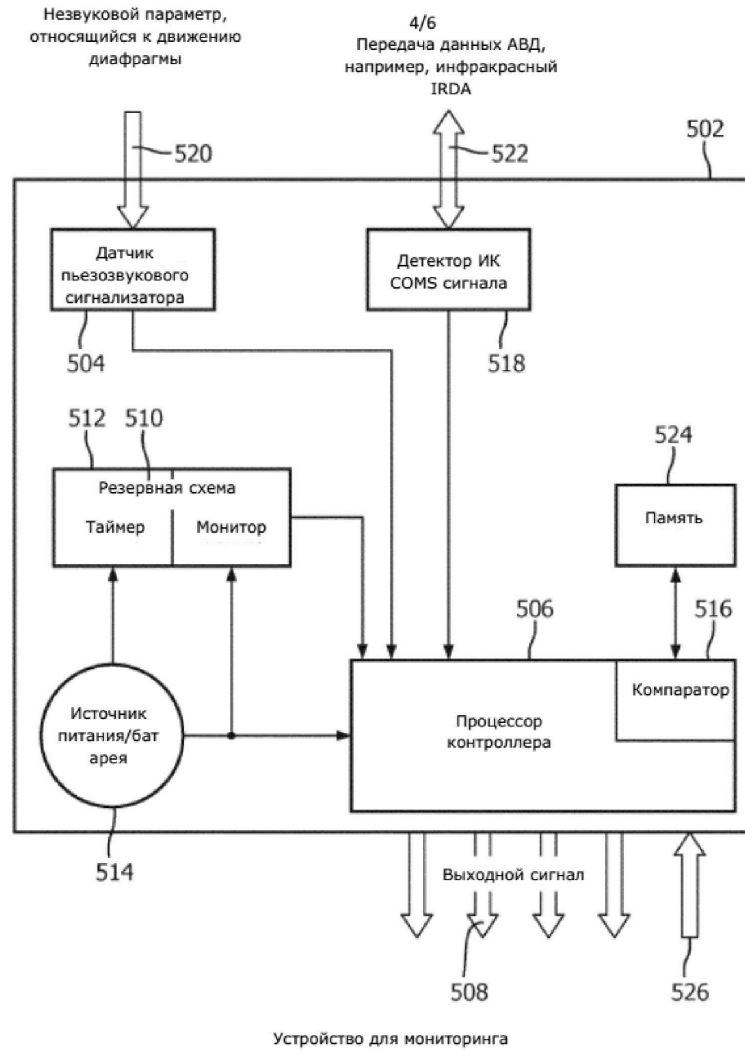 Незвуковой параметр,
относящийся к движению
диафрагмы
4/6
Передача данных АВД,
например, инфракрасный
IRDA
502
520
522
Датчик
пьезозвукового
сигнализатора
Детектор ИК
COMS сигнала
504
518
512
510
524
Резервная схема
Таймер
Монитор
Память
506
516
Компаратор
Источник
питания/бат
арея
Процессор
контроллера
514
Выходной сигнал
508
526
Устройство для мониторинга